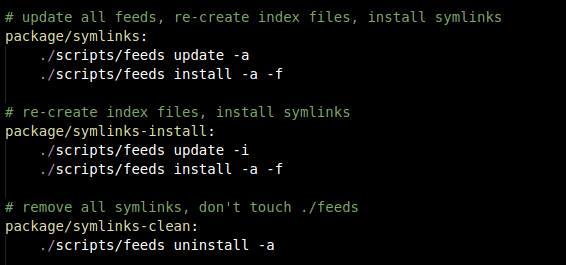 # update all feeds, re-create index files, install symlinks
package/symlinks:
./scripts/feeds update -a
./scripts/feeds install -a -f
# re-create index files, install symlinks
package/symlinks-install:
./scripts/feeds update -i
./scripts/feeds install -a -f
# remove all symlinks, don't touch ./feeds
package/symlinks-clean:
./scripts/feeds uninstall -a